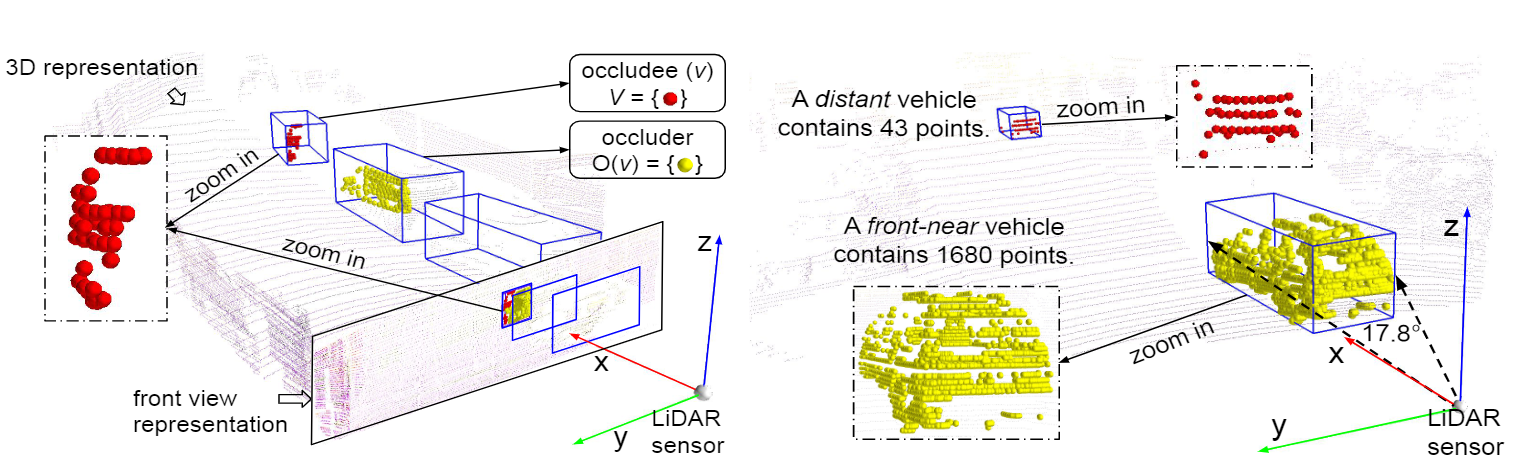 3D representation
occludee (v)
V = { }
occluder
O(v) = { }
zoom in
zoom in
z
x
y
LiDAR
sensor
front view
representation
A distant vehicle
contains 43 points.
zoom in
A front-near vehicle
contains 1680 points.
zoom in
z
17.8°
x
y
LiDAR
sensor